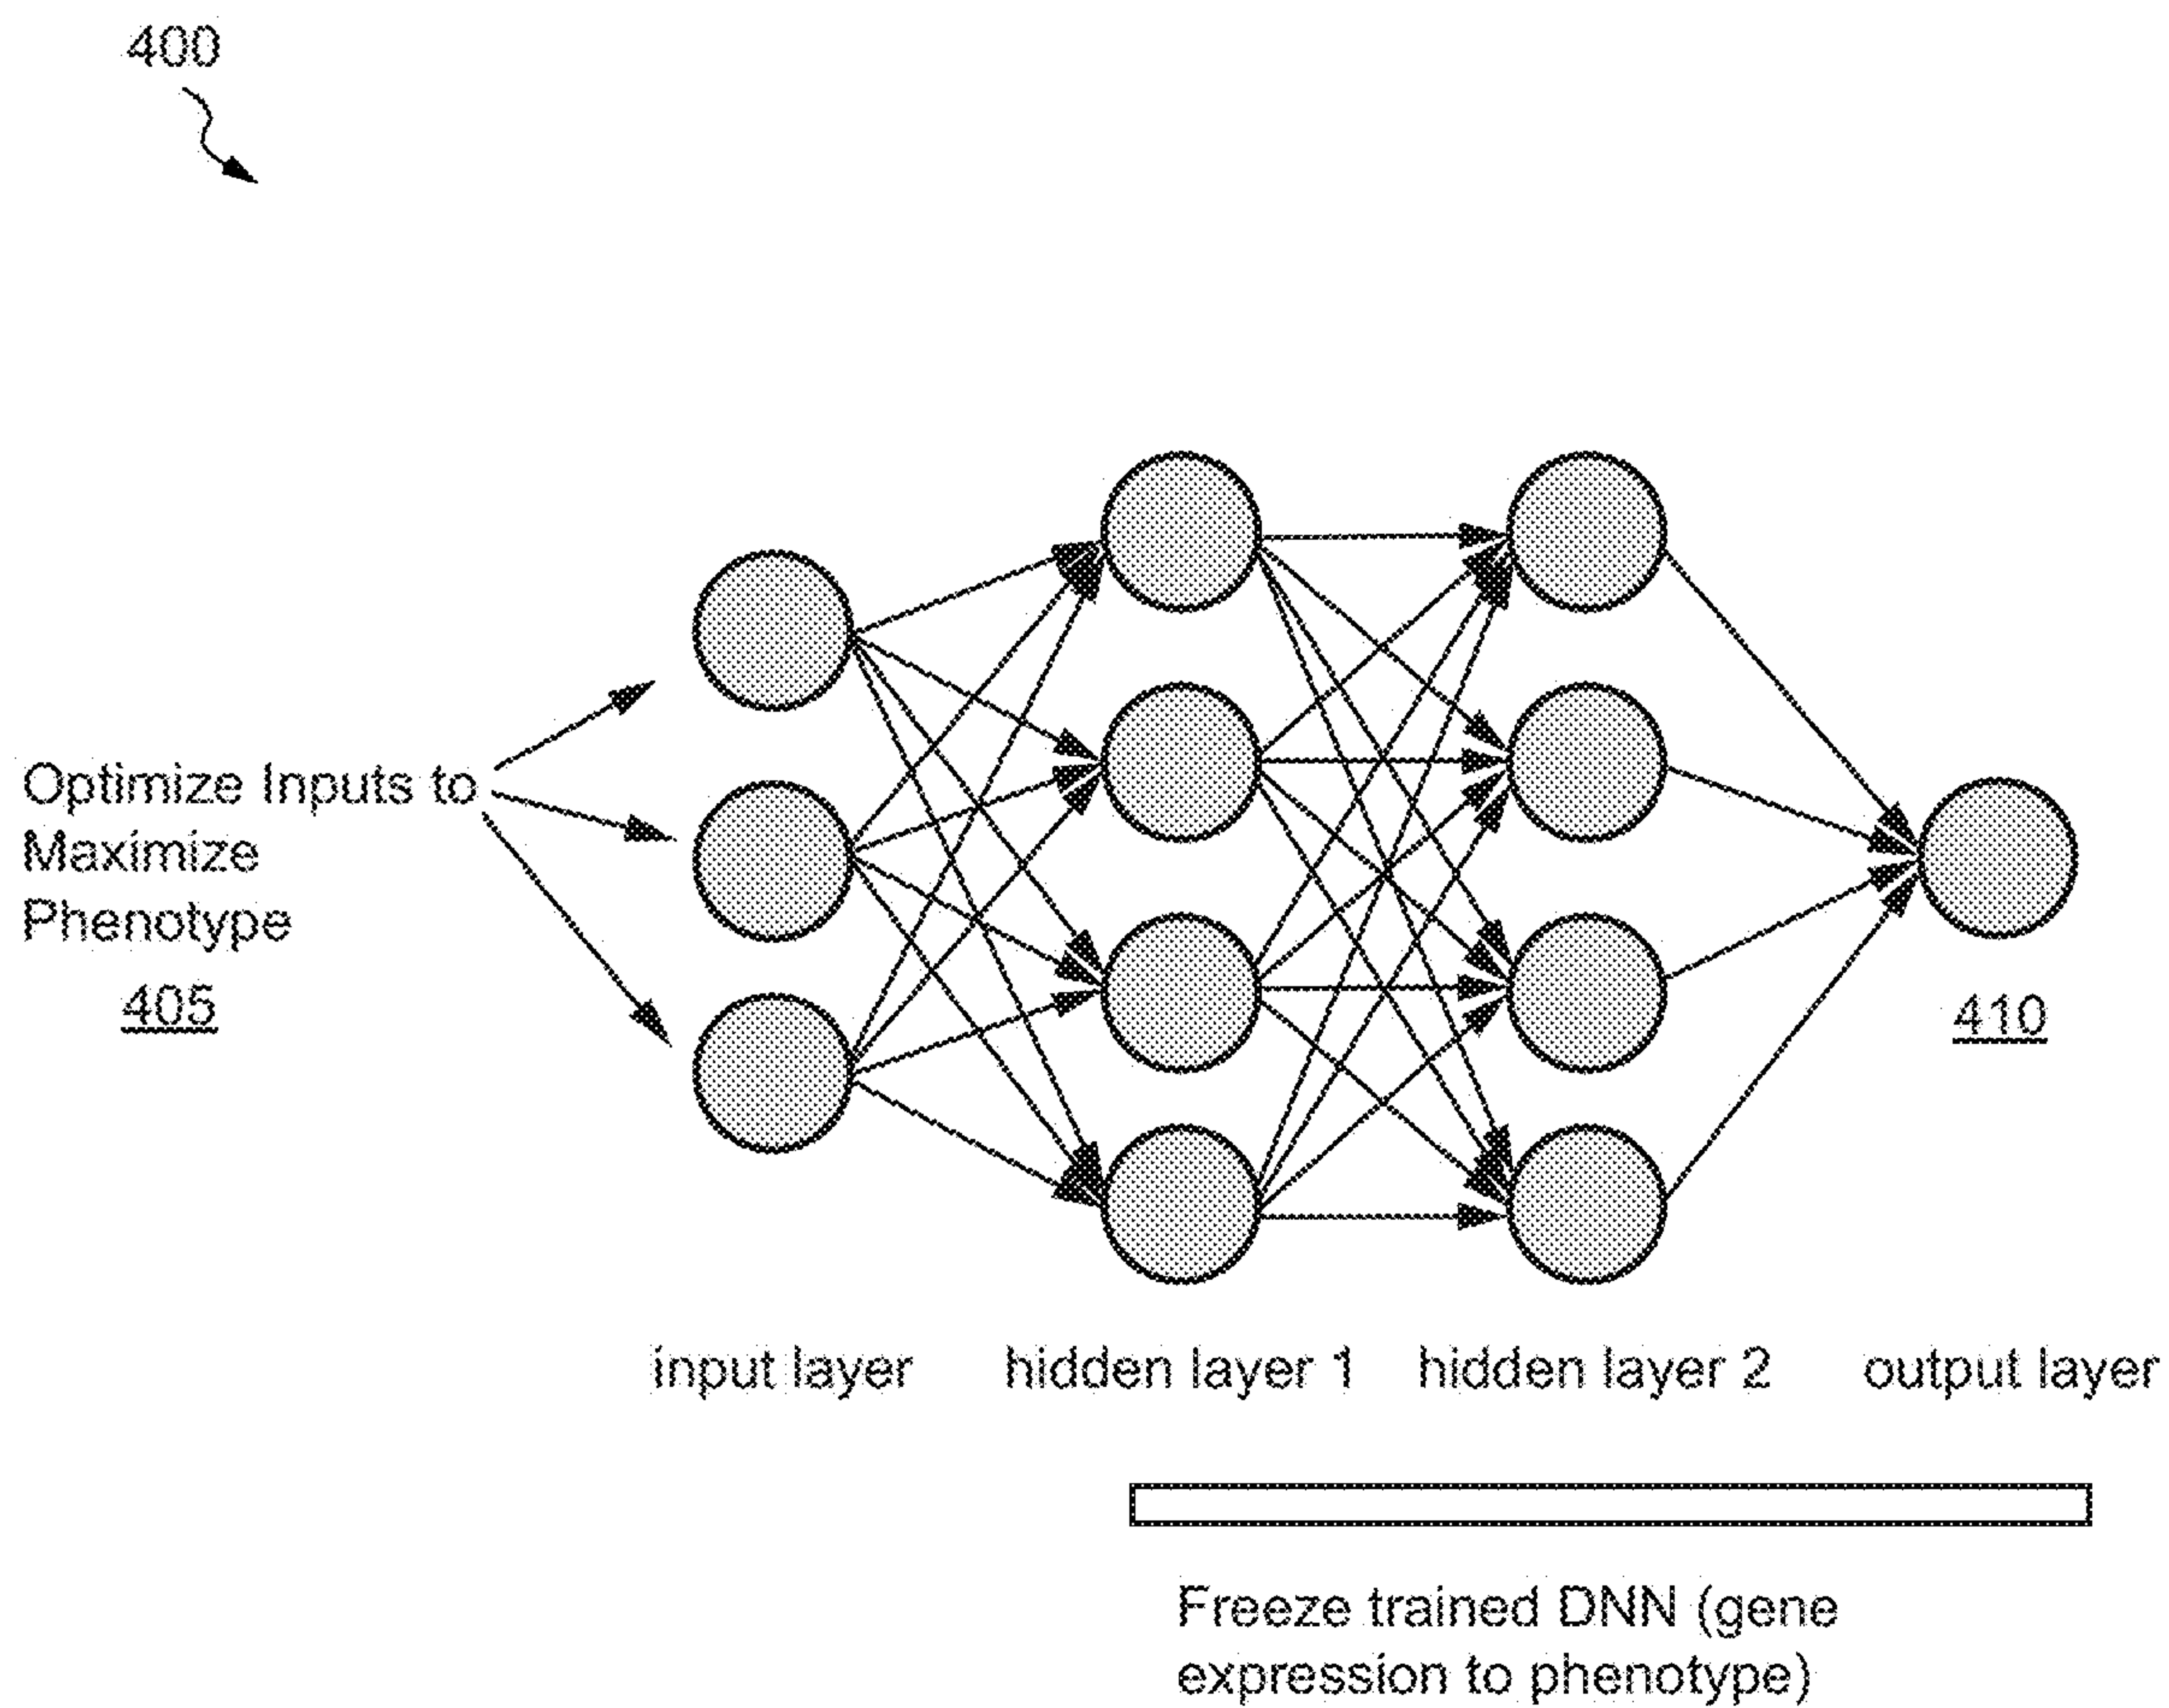 400
Optimize Inputs to
Maximize
Phenotype
405
410
input layer
hidden layer 1
hidden layer 2
output layer
Freeze trained DNN (gene
expression to phenotype)